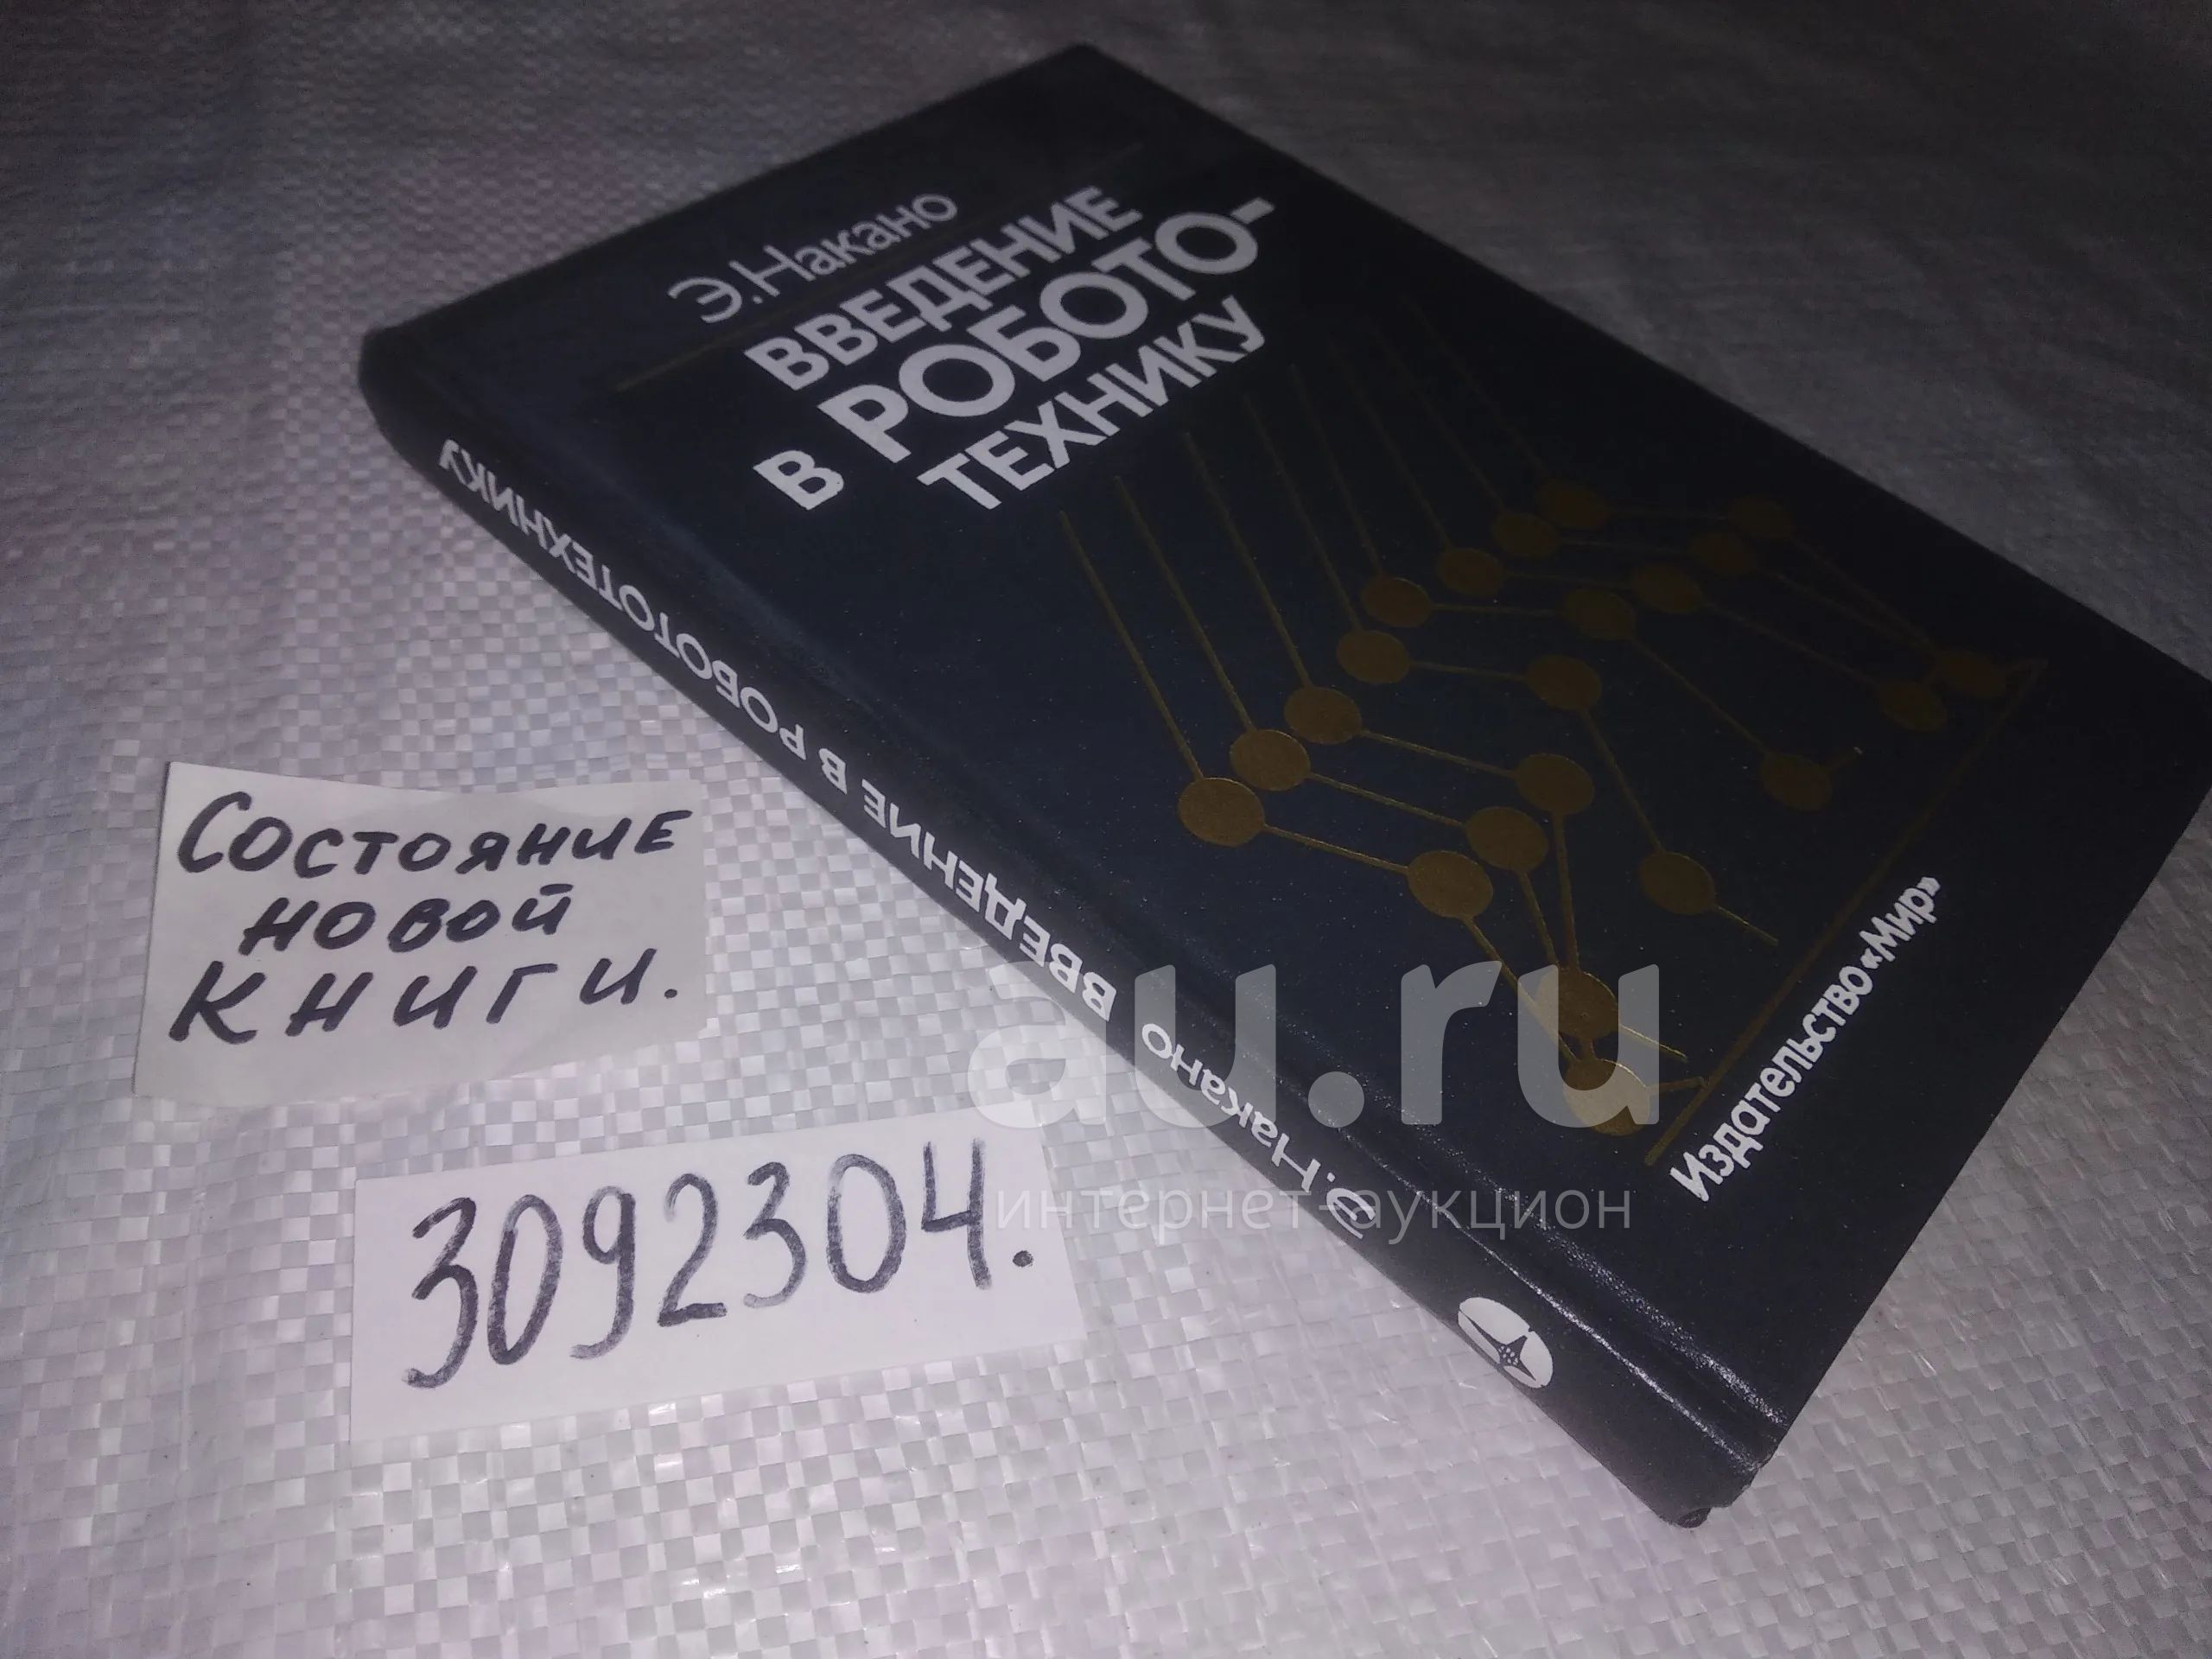 Э.Накано
ВВЕДЕНИЕ
В РОБОТО-
ТЕХНИКУ
Издательство «Мир»
Э.Накано ВВЕДЕНИЕ В РОБОТОТЕХНИКУ
Состояние
новой
книги.
3092304.
au.ru
интернет-аукцион